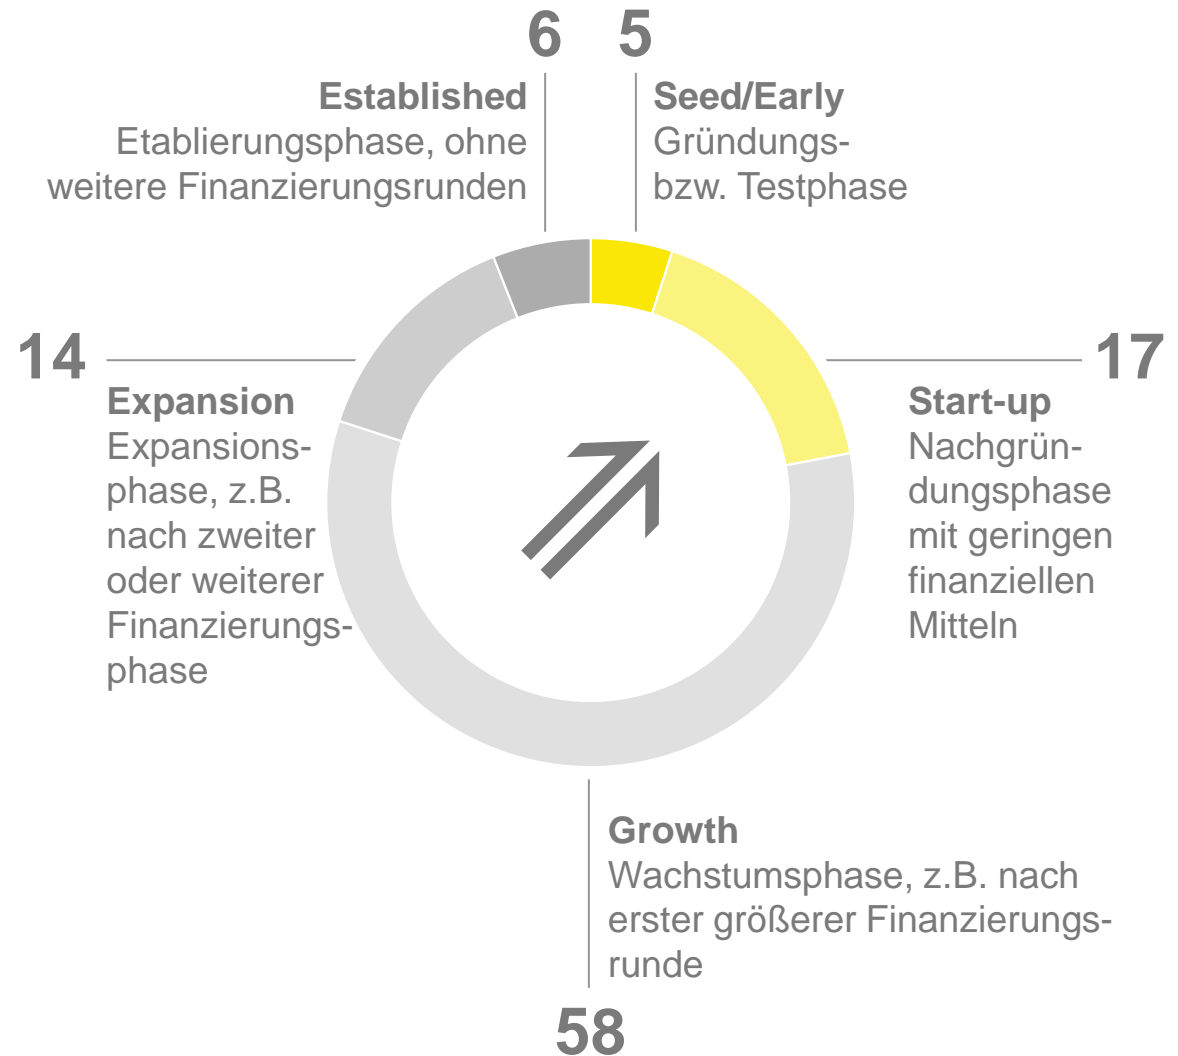 6
Established
Etablierungsphase, ohne
weitere Finanzierungsrunden
5
Seed/Early
Gründungs-
bzw. Testphase
14
Expansion
Expansions-
phase, z.B.
nach zweiter
oder weiterer
Finanzierungs-
phase
17
Start-up
Nachgrün-
dungsphase
mit geringen
finanziellen
Mitteln
Growth
Wachstumsphase, z.B. nach
erster größerer Finanzierungs-
runde
58